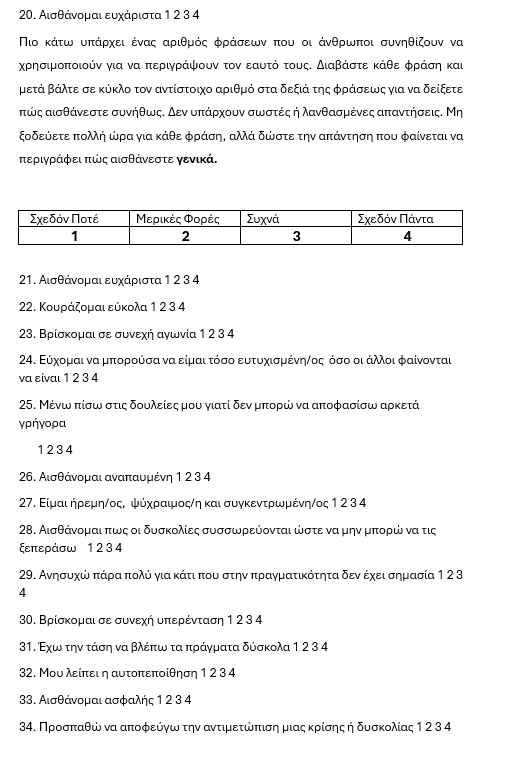 20. Αισθάνομαι ευχάριστα 1 2 3 4
Πιο κάτω υπάρχει ένας αριθμός φράσεων που οι άνθρωποι συνηθίζουν να
χρησιμοποιούν για να περιγράψουν τον εαυτό τους. Διαβάστε κάθε φράση και
μετά βάλτε σε κύκλο τον αντίστοιχο αριθμό στα δεξιά της φράσεως για να δείξετε
πώς αισθάνεστε συνήθως. Δεν υπάρχουν σωστές ή λανθασμένες απαντήσεις. Μη
ξοδεύετε πολλή ώρα για κάθε φράση, αλλά δώστε την απάντηση που φαίνεται να
περιγράφει πώς αισθάνεστε γενικά.
Σχεδόν Ποτέ Μερικές Φορές Συχνά Σχεδόν Πάντα
1 2 3 4
21. Αισθάνομαι ευχάριστα 1 2 3 4
22. Κουράζομαι εύκολα 1 2 3 4
23. Βρίσκομαι σε συνεχή αγωνία 1 2 3 4
24. Εύχομαι να μπορούσα να είμαι τόσο ευτυχισμένη/ος όσο οι άλλοι φαίνονται
να είναι 1 2 3 4
25. Μένω πίσω στις δουλείες μου γιατί δεν μπορώ να αποφασίσω αρκετά
γρήγορα
1 2 3 4
26. Αισθάνομαι αναπαυμένη 1 2 3 4
27. Είμαι ήρεμη/ος, ψύχραιμος/η και συγκεντρωμένη/ος 1 2 3 4
28. Αισθάνομαι πως οι δυσκολίες συσσωρεύονται ώστε να μην μπορώ να τις
ξεπεράσω 1 2 3 4
29. Ανησυχώ πάρα πολύ για κάτι που στην πραγματικότητα δεν έχει σημασία 1 2 3
4
30. Βρίσκομαι σε συνεχή υπερένταση 1 2 3 4
31. Έχω την τάση να βλέπω τα πράγματα δύσκολα 1 2 3 4
32. Μου λείπει η αυτοπεποίθηση 1 2 3 4
33. Αισθάνομαι ασφαλής 1 2 3 4
34. Προσπαθώ να αποφεύγω την αντιμετώπιση μιας κρίσης ή δυσκολίας 1 2 3 4